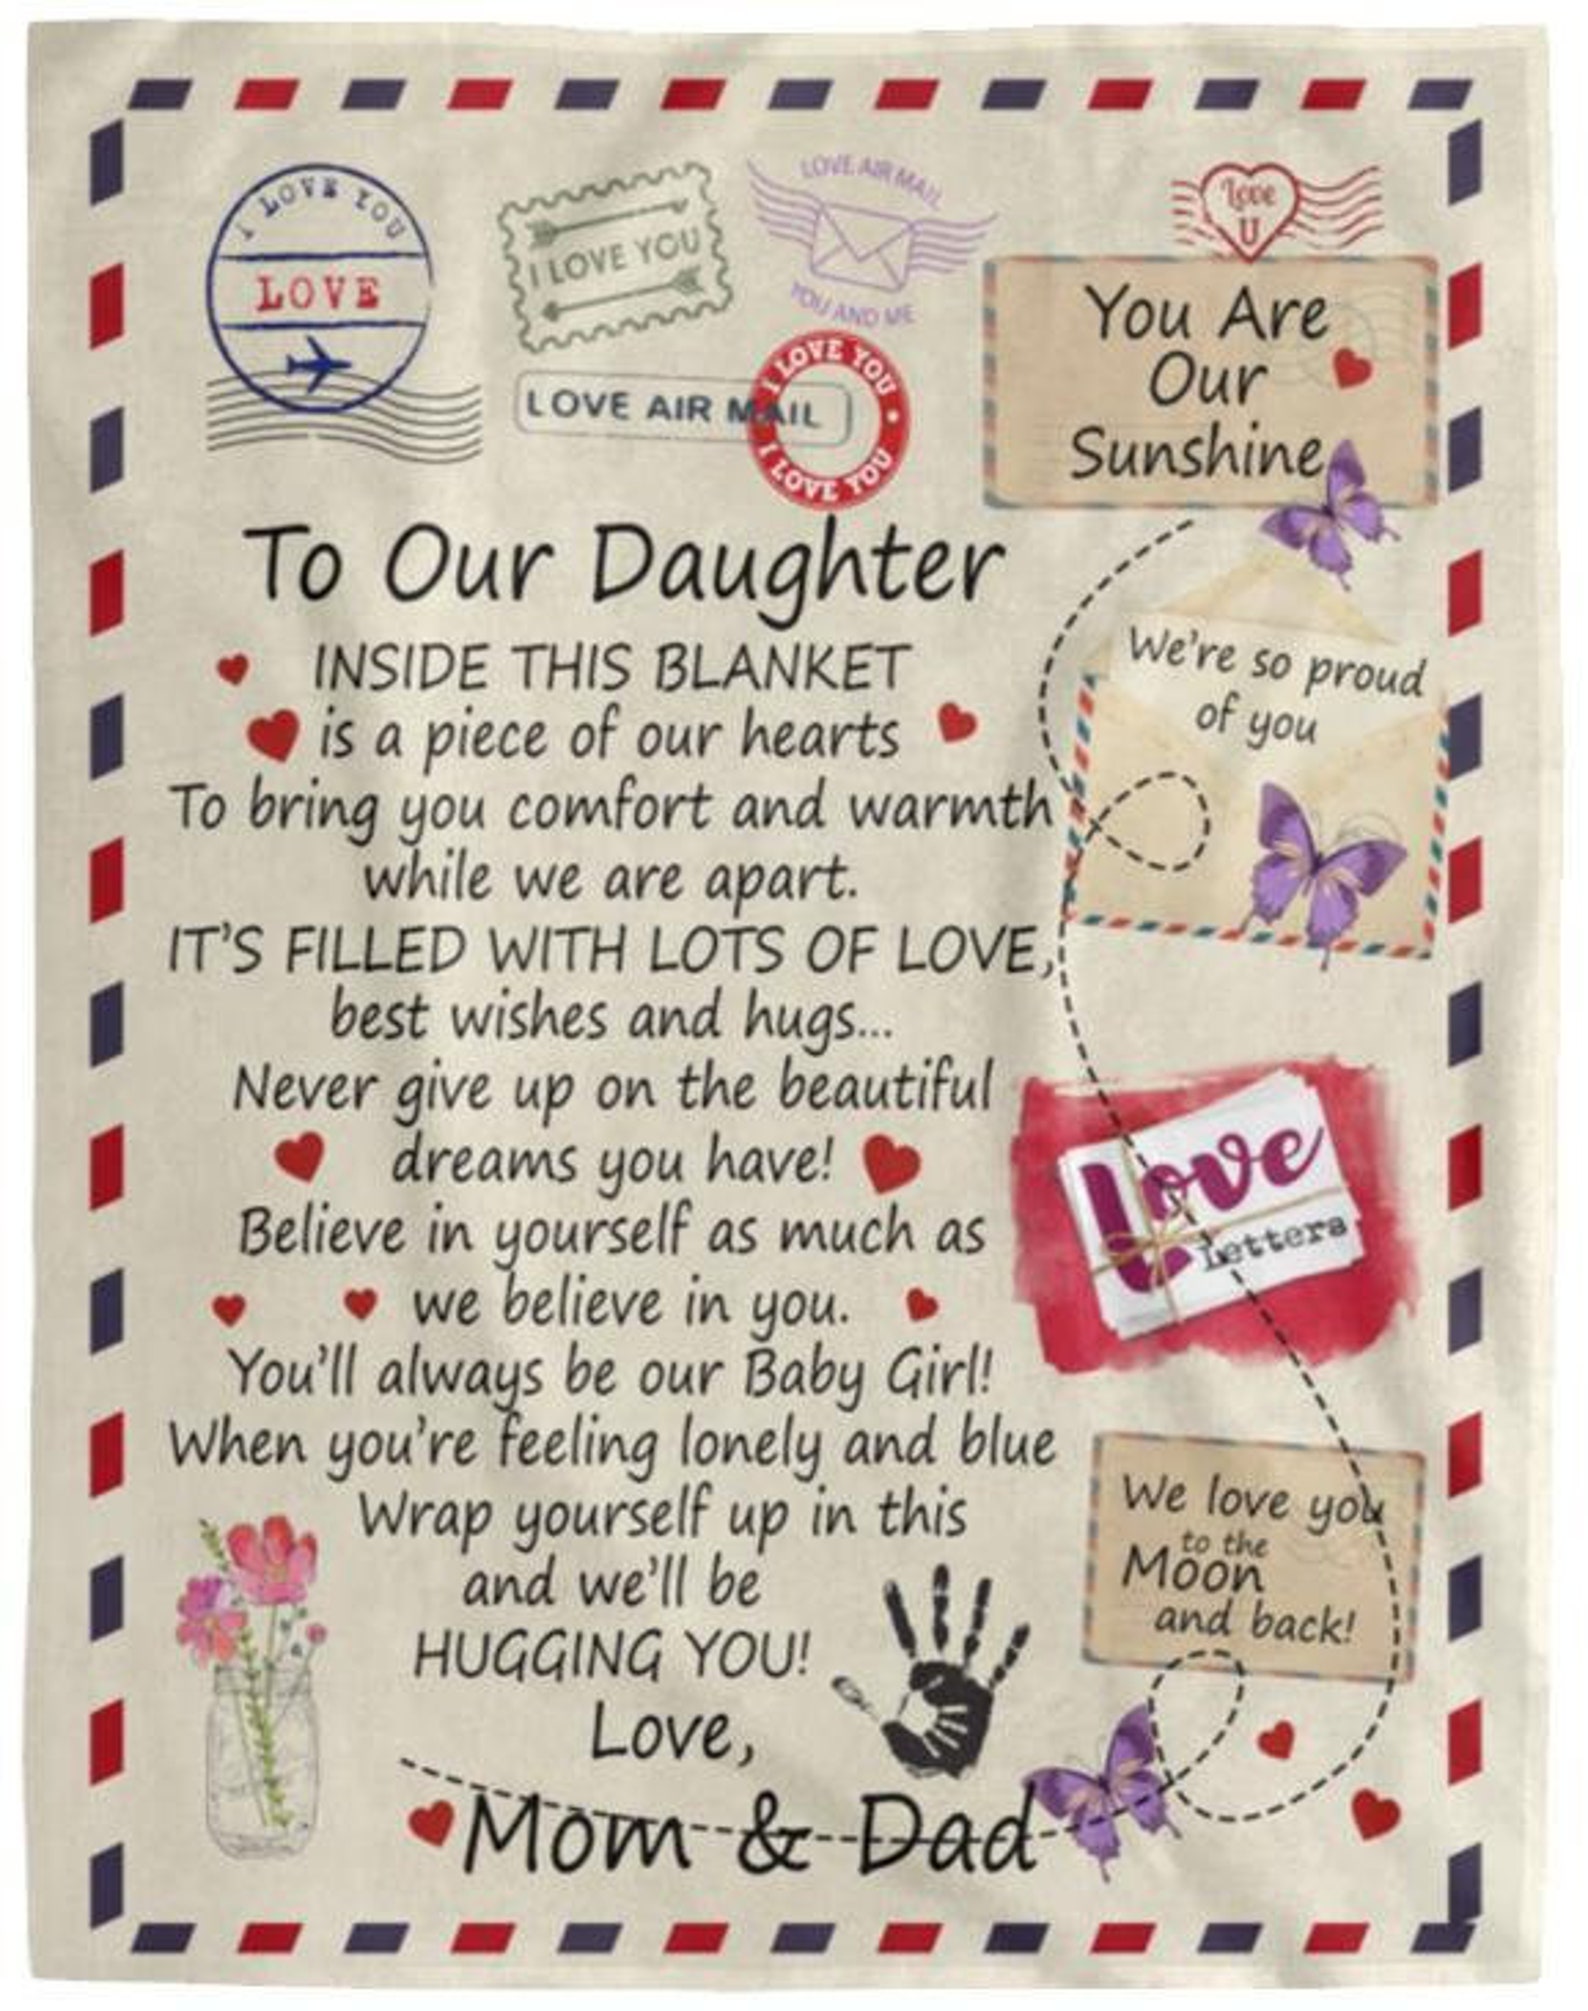 I LOVE YOU
LOVE
I LOVE YOU
LOVE AIR MAIL
YOU AND ME
LOVE AIR MAIL
I LOVE YOU
I LOVE YOU
Love
U
You Are
Our
Sunshine
To Our Daughter
INSIDE THIS BLANKET
is a piece of our hearts
To bring you comfort and warmth
while we are apart.
IT'S FILLED WITH LOTS OF LOVE,
best wishes and hugs...
Never give up on the beautiful
dreams you have!
Believe in yourself as much as
we believe in you.
You'll always be our Baby Girl!
When you're feeling lonely and blue
Wrap yourself up in this
and we'll be
HUGGING YOU!
Love,
Mom & Dad
We're so proud
of you
Love
Letters
We love you
to the
Moon
and back!